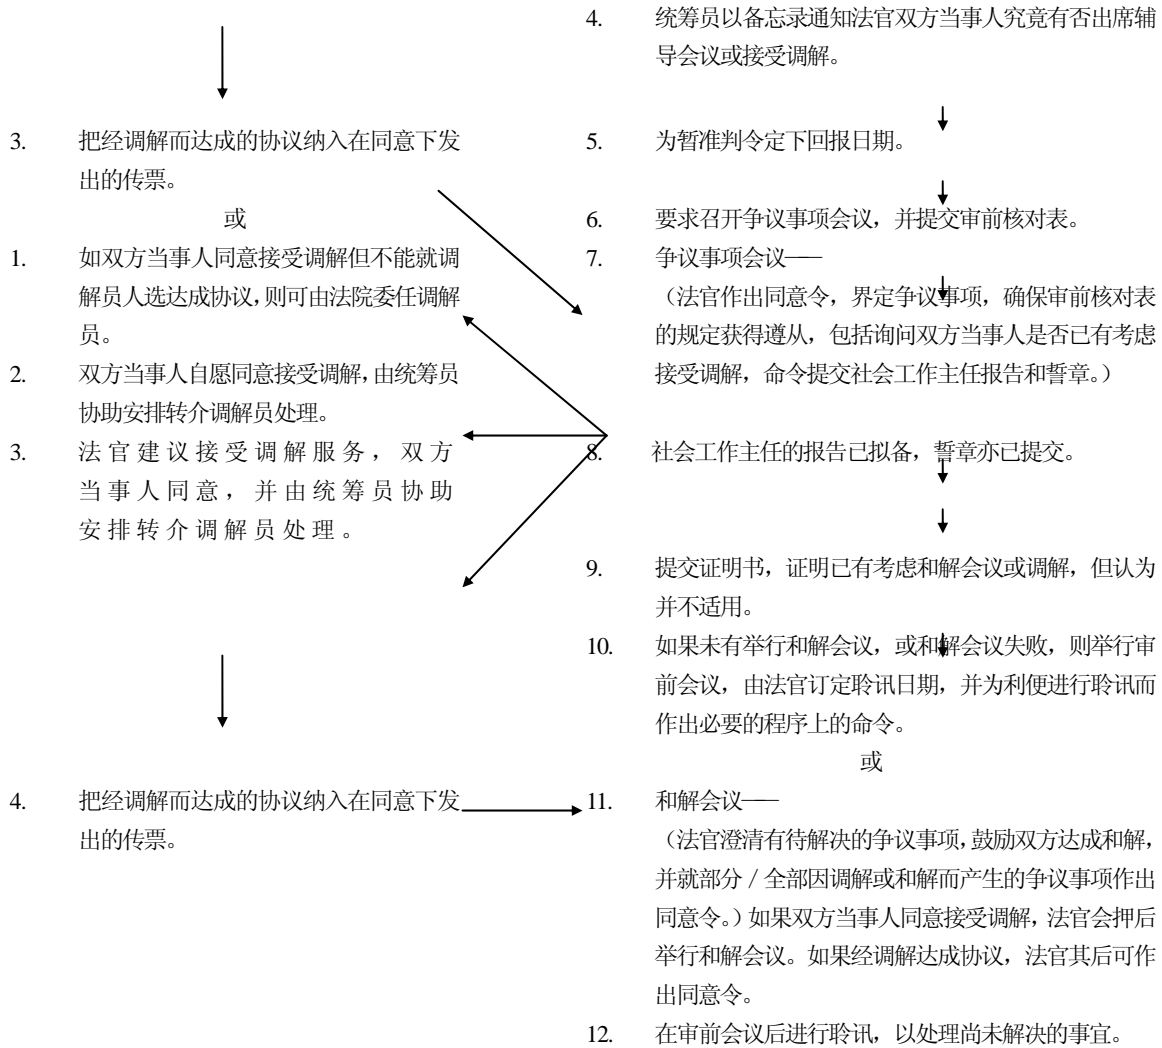 3. 把经调解而达成的协议纳入在同意下发
出的传票。
或
1. 如双方当事人同意接受调解但不能就调
解员人选达成协议,则可由法院委任调解
员。
2. 双方当事人自愿同意接受调解,由统筹员
协助安排转介调解员处理。
3. 法官建议接受调解服务，双方
当事人同意，并由统筹员协助
安排转介调解员处理。
4. 把经调解而达成的协议纳入在同意下发
出的传票。
4. 统筹员以备忘录通知法官双方当事人究竟有否出席辅
导会议或接受调解。
5. 为暂准判令定下回报日期。
6. 要求召开争议事项会议，并提交审前核对表。
7. 争议事项会议──
（法官作出同意令，界定争议事项，确保审前核对表
的规定获得遵从，包括询问双方当事人是否已有考虑
接受调解，命令提交社会工作主任报告和誓章。）
8. 社会工作主任的报告已拟备，誓章亦已提交。
9. 提交证明书，证明已有考虑和解会议或调解，但认为
并不适用。
10. 如果未有举行和解会议，或和解会议失败，则举行审
前会议，由法官订定聆讯日期，并为利便进行聆讯而
作出必要的程序上的命令。
或
11. 和解会议──
（法官澄清有待解决的争议事项,鼓励双方达成和解，
并就部分／全部因调解或和解而产生的争议事项作出
同意令。）如果双方当事人同意接受调解，法官会押后
举行和解会议。如果经调解达成协议，法官其后可作
出同意令。
12. 在审前会议后进行聆讯，以处理尚未解决的事宜。